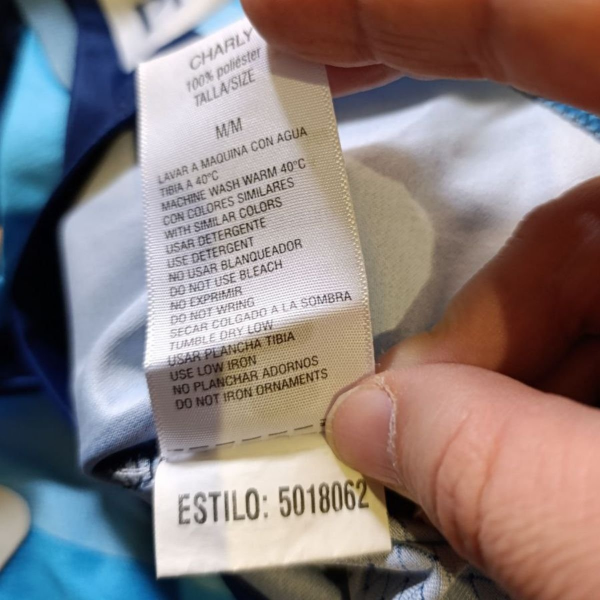 CHARLY
100% poliéster
TALLA/SIZE
M/M
LAVAR A MAQUINA CON AGUA
TIBIA A 40°C
MACHINE WASH WARM 40°C
CON COLORES SIMILARES
WITH SIMILAR COLORS
USAR DETERGENTE
USE DETERGENT
NO USAR BLANQUEADOR
DO NOT USE BLEACH
NO EXPRIMIR
DO NOT WRING
SECAR COLGADO A LA SOMBRA
TUMBLE DRY LOW
USAR PLANCHA TIBIA
USE LOW IRON
NO PLANCHAR ADORNOS
DO NOT IRON ORNAMENTS
ESTILO: 5018062